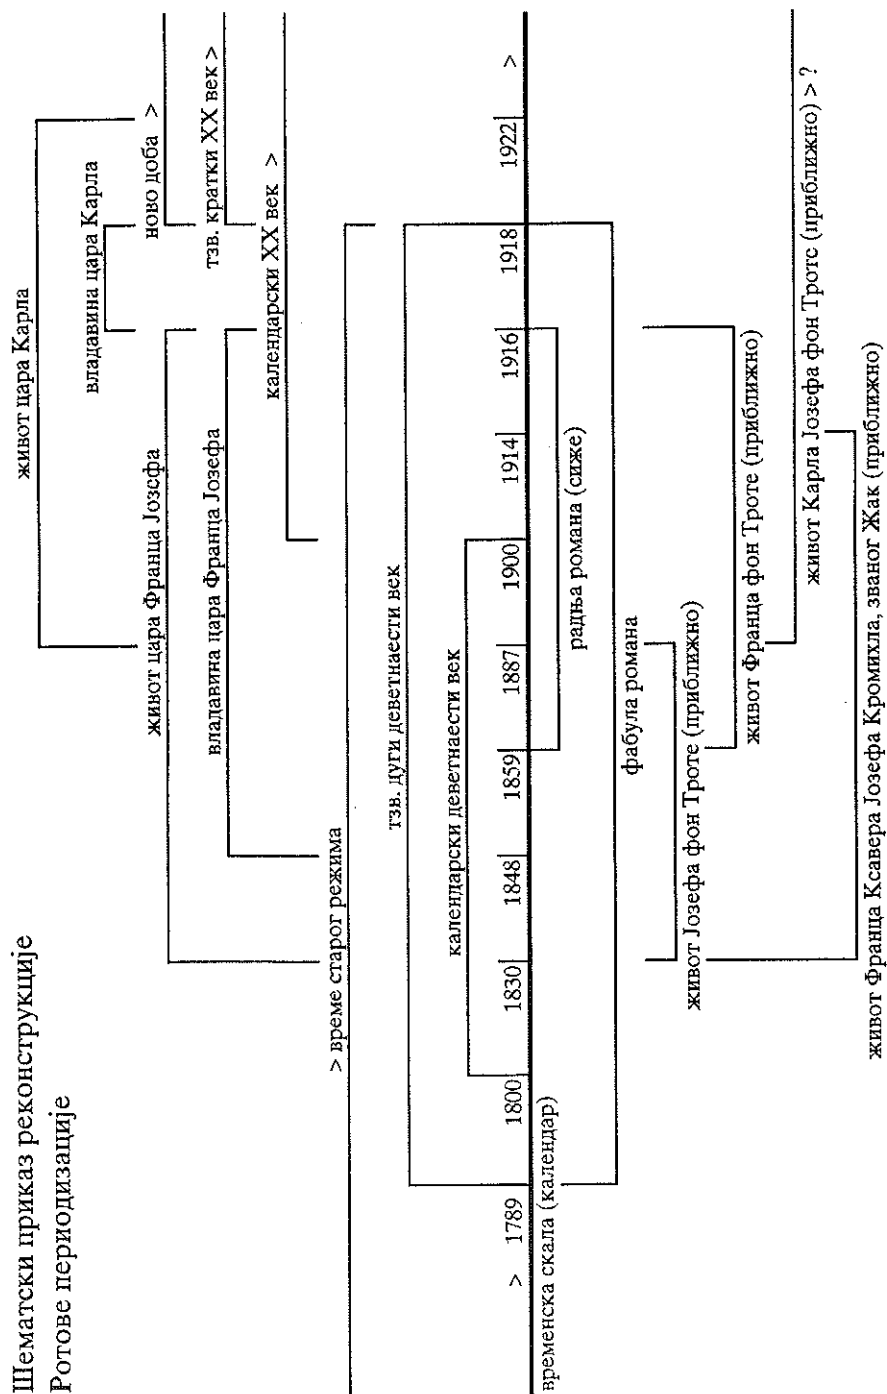 Шематски приказ реконструкције
Ротове периодизације
живот цара Карла
владавина цара Карла
ново доба >
живот цара Франца Јозефа
тзв. кратки XX век >
владавина цара Франца Јозефа
календарски XX век >
> време старог режима
тзв. дуги деветнаести век
календарски деветнаести век
> 1789 1800 1830 1848 1859 1887 1900 1914 1916 1918 1922 >
временска скала (календар)
радња романа (сиже)
фабула романа
живот Јозефа фон Троте (приближно)
живот Франца фон Троте (приближно)
живот Карла Јозефа фон Троте (приближно) > ?
живот Франца Ксавера Јозефа Кромихла, званог Жак (приближно)